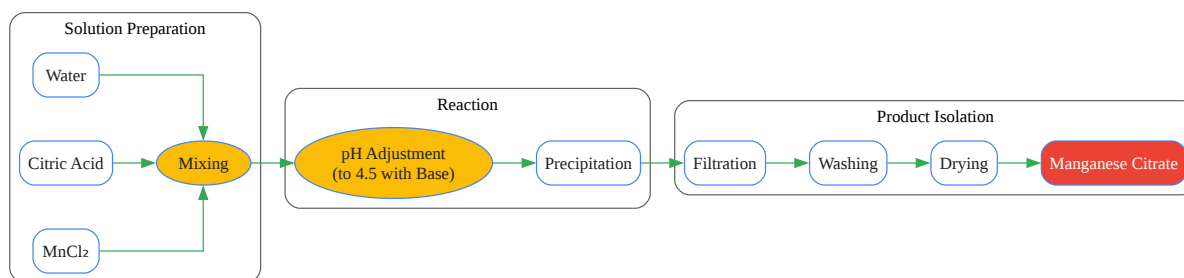 Solution Preparation
Water
Citric Acid
MnCl₂
Mixing
Reaction
pH Adjustment
(to 4.5 with Base)
Precipitation
Product Isolation
Filtration
Washing
Drying
Manganese Citrate